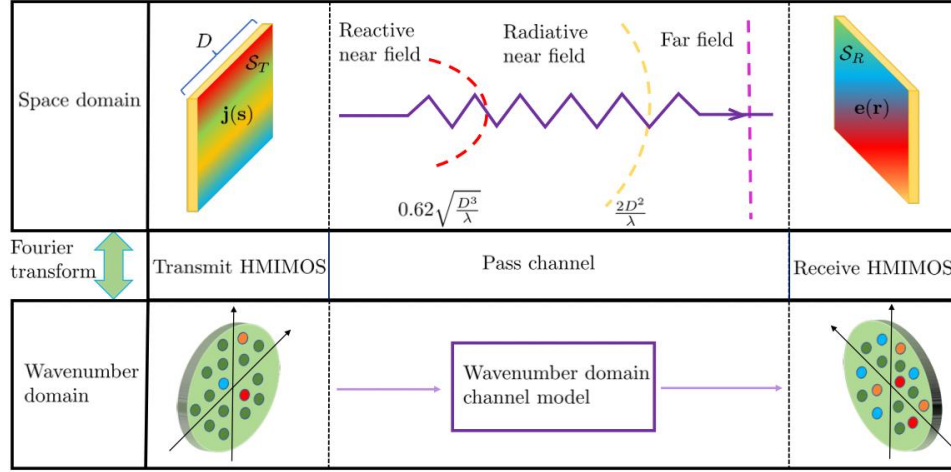 Space domain
D
𝒮_T
j(s)
Reactive
near field
Radiative
near field
Far field
0.62√(D³/λ)
2D²/λ
𝒮_R
e(r)
Fourier
transform
Transmit HMIMOS
Pass channel
Receive HMIMOS
Wavenumber
domain
Wavenumber domain
channel model